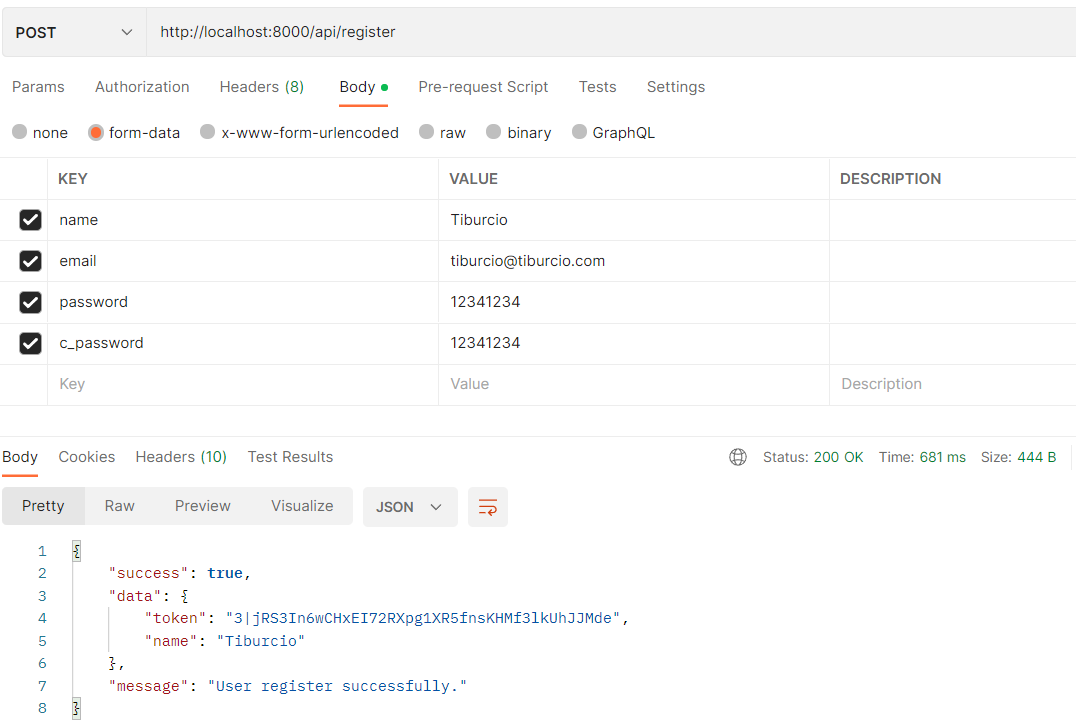 POST http://localhost:8000/api/register
Params Authorization Headers (8) Body Pre-request Script Tests Settings
none form-data x-www-form-urlencoded raw binary GraphQL
KEY VALUE DESCRIPTION
name Tiburcio
email tiburcio@tiburcio.com
password 12341234
c_password 12341234
Key Value Description
Body Cookies Headers (10) Test Results Status: 200 OK Time: 681 ms Size: 444 B
Pretty Raw Preview Visualize JSON
1 {
2 "success": true,
3 "data": {
4 "token": "3|jRS3In6wCHxEI72RXpg1XR5fnsKHMf3lkUhJJMde",
5 "name": "Tiburcio"
6 },
7 "message": "User register successfully."
8 }